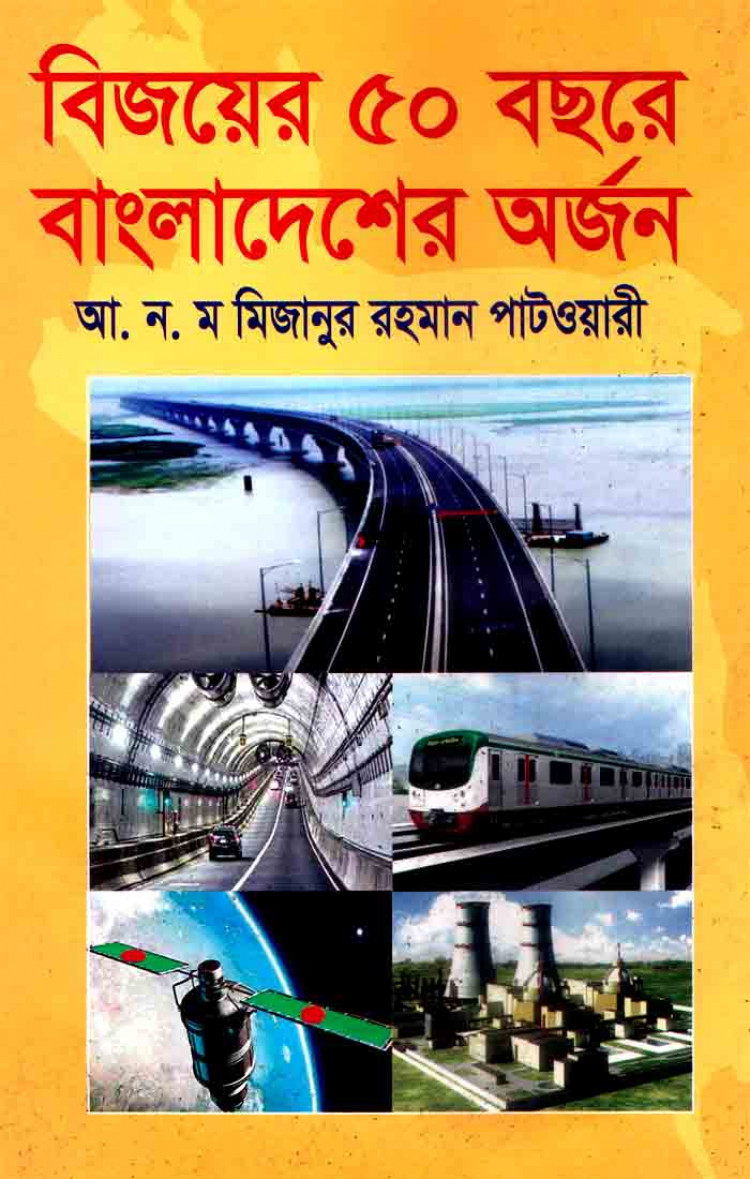 বিজয়ের ৫০ বছরে
বাংলাদেশের অর্জন
আ. ন. ম মিজানুর রহমান পাটওয়ারী